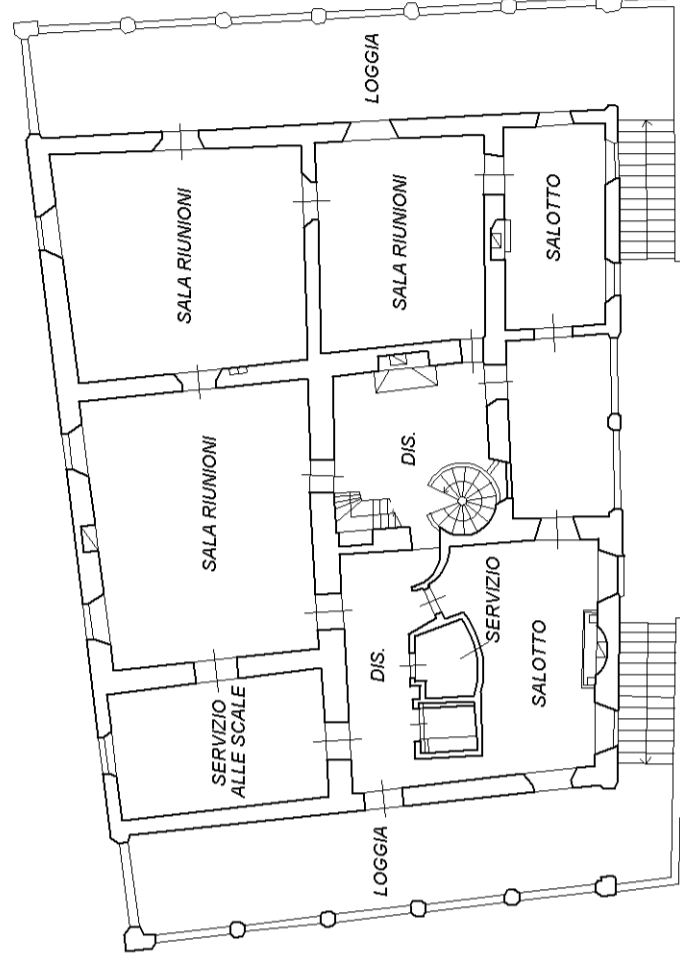 LOGGIA
SALA RIUNIONI
SALA RIUNIONI
SALOTTO
SALA RIUNIONI
DIS.
SERVIZIO
ALLE SCALE
DIS.
SERVIZIO
SALOTTO
LOGGIA